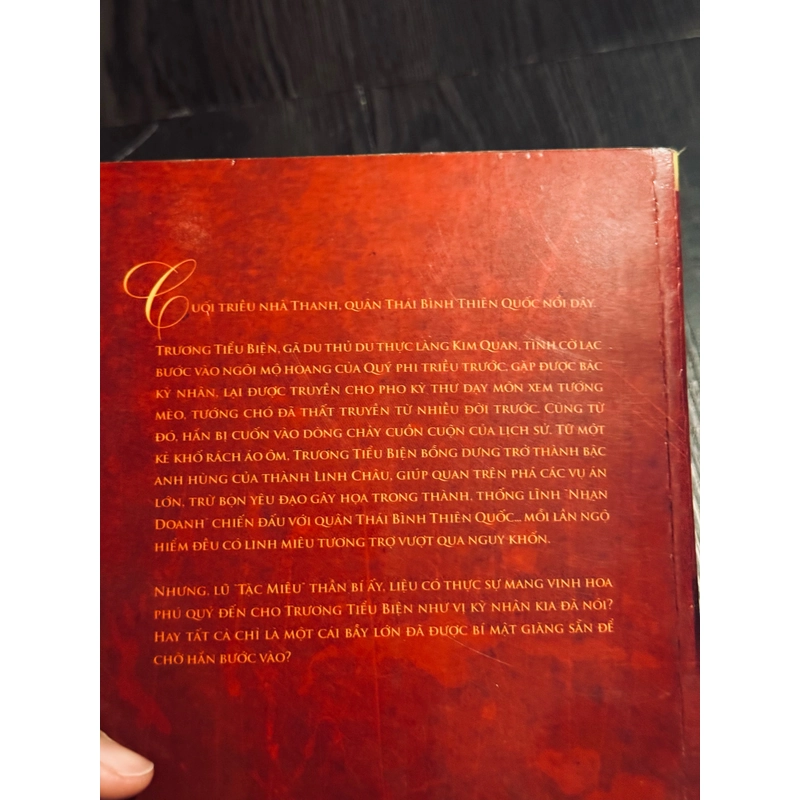 Cuối triều nhà Thanh, quân Thái Bình Thiên Quốc nổi dậy.
Trương Tiểu Biện, gã du thủ du thực làng Kim Quan, tình cờ lạc
bước vào ngôi mộ hoang của Quý phi triều trước, gặp được bậc
kỳ nhân, lại được truyền cho pho kỳ thư dạy môn xem tướng
mèo, tướng chó đã thất truyền từ nhiều đời trước. Cũng từ
đó, hắn bị cuốn vào dòng chảy cuồn cuộn của lịch sử. Từ một
kẻ khố rách áo ôm, Trương Tiểu Biện bỗng dưng trở thành bậc
anh hùng của thành Linh Châu, giúp quan trên phá các vụ án
lớn, trừ bọn yêu đạo gây họa trong thành, thống lĩnh "Nhạn
Doanh" chiến đấu với quân Thái Bình Thiên Quốc... mỗi lần ngộ
hiểm đều có linh miêu tương trợ vượt qua nguy khốn.
Nhưng, lũ "Tặc Miêu" thần bí ấy, liệu có thực sự mang vinh hoa
phú quý đến cho Trương Tiểu Biện như vị kỳ nhân kia đã nói?
Hay tất cả chỉ là một cái bẫy lớn đã được bí mật giăng sẵn để
chờ hắn bước vào?